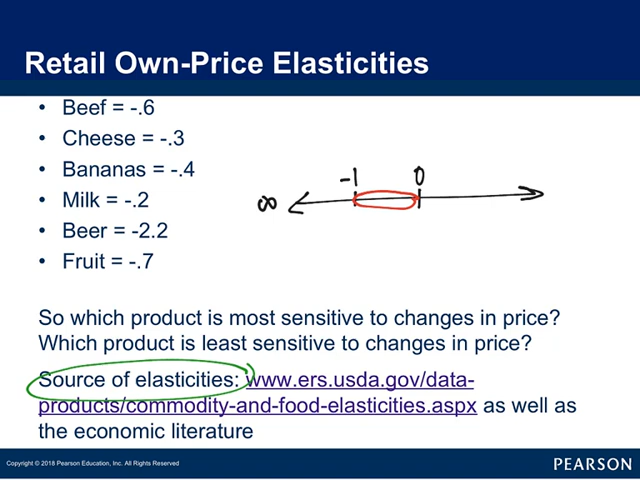 Retail Own-Price Elasticities
• Beef = -.6
• Cheese = -.3
• Bananas = -.4
• Milk = -.2
• Beer = -2.2
• Fruit = -.7
-1 0
∞
So which product is most sensitive to changes in price?
Which product is least sensitive to changes in price?
Source of elasticities: www.ers.usda.gov/data-
products/commodity-and-food-elasticities.aspx as well as
the economic literature
Copyright © 2018 Pearson Education, Inc. All Rights Reserved
PEARSON